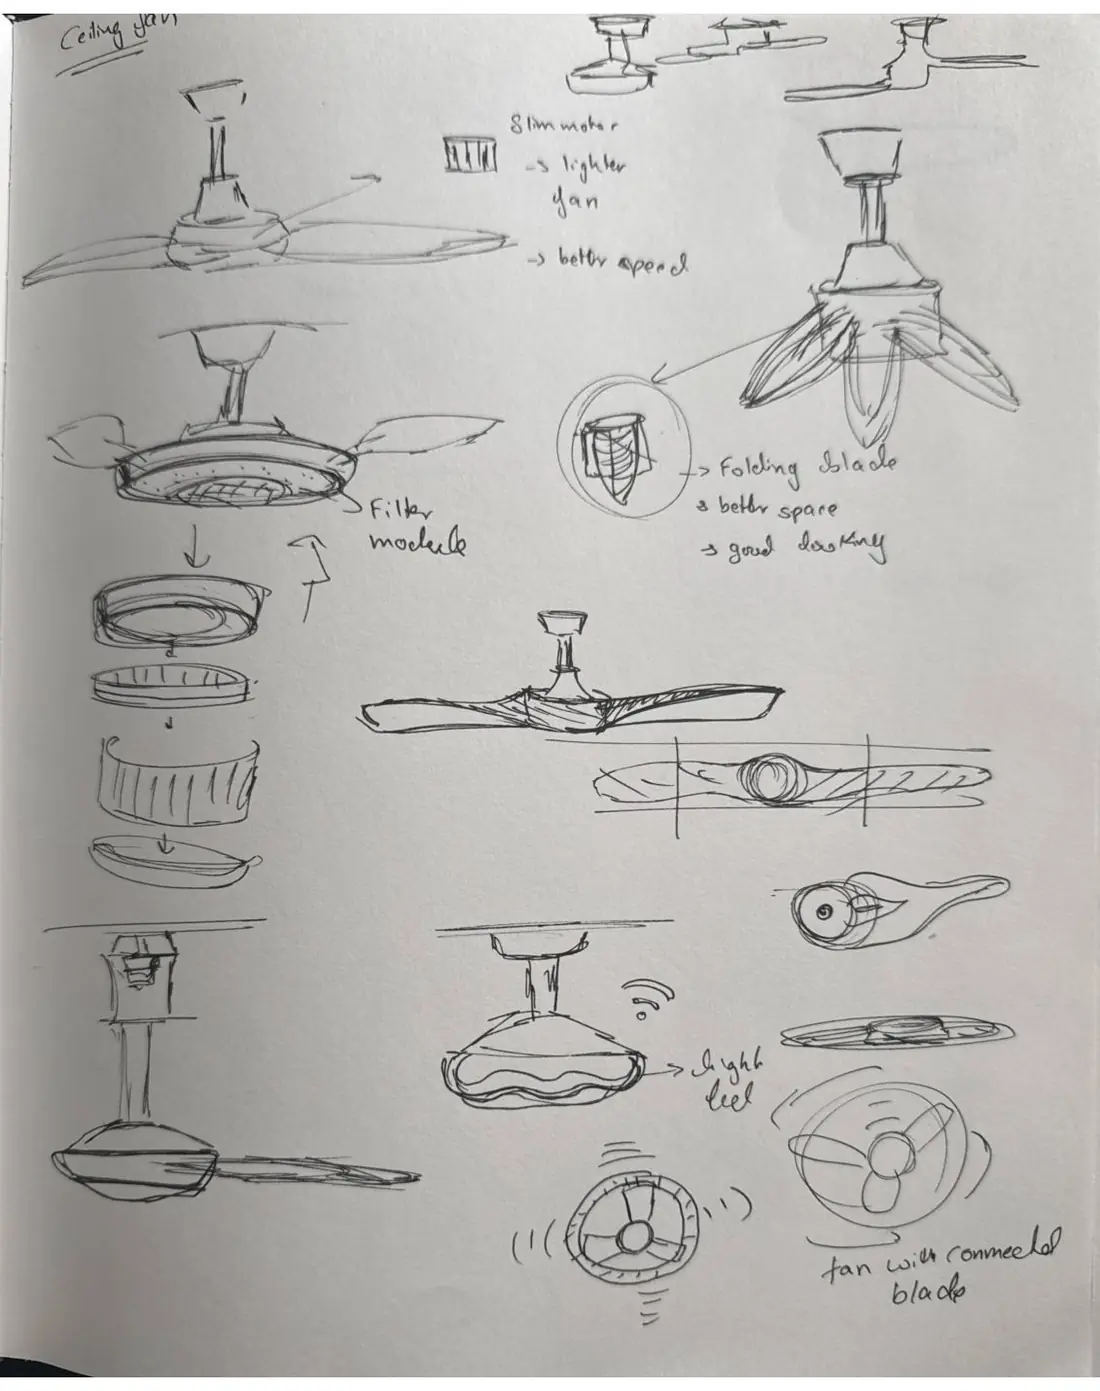 Ceiling fan
Slim motor
→ lighter
fan
→ better speed
Filter
module
→ Folding blade
→ better space
→ good looking
→ light
fan with connected
blade